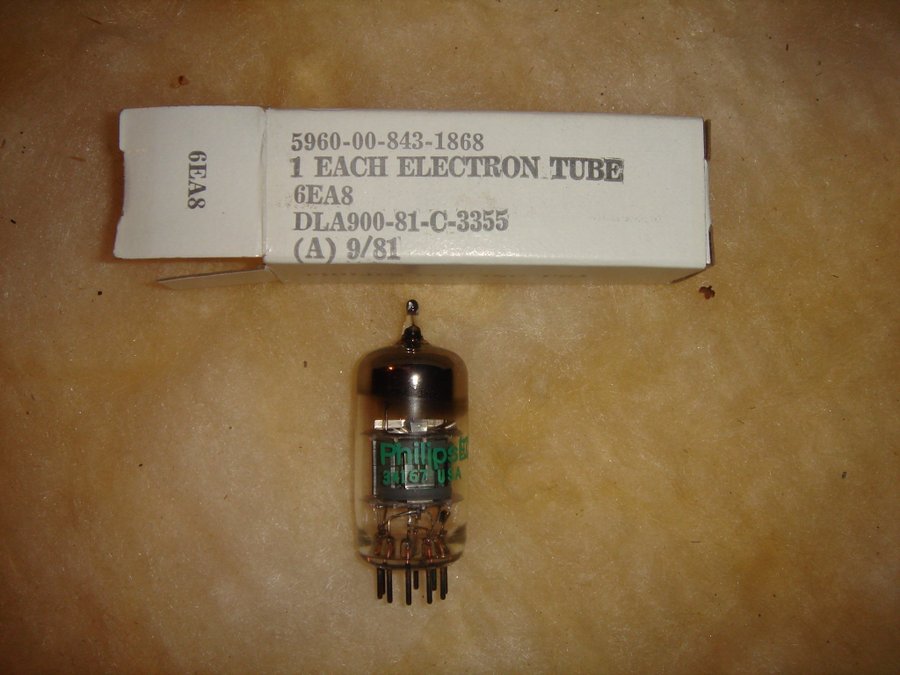 6EA8
5960-00-843-1868
1 EACH ELECTRON TUBE
6EA8
DLA900-81-C-3355
(A) 9/81
Philips
USA